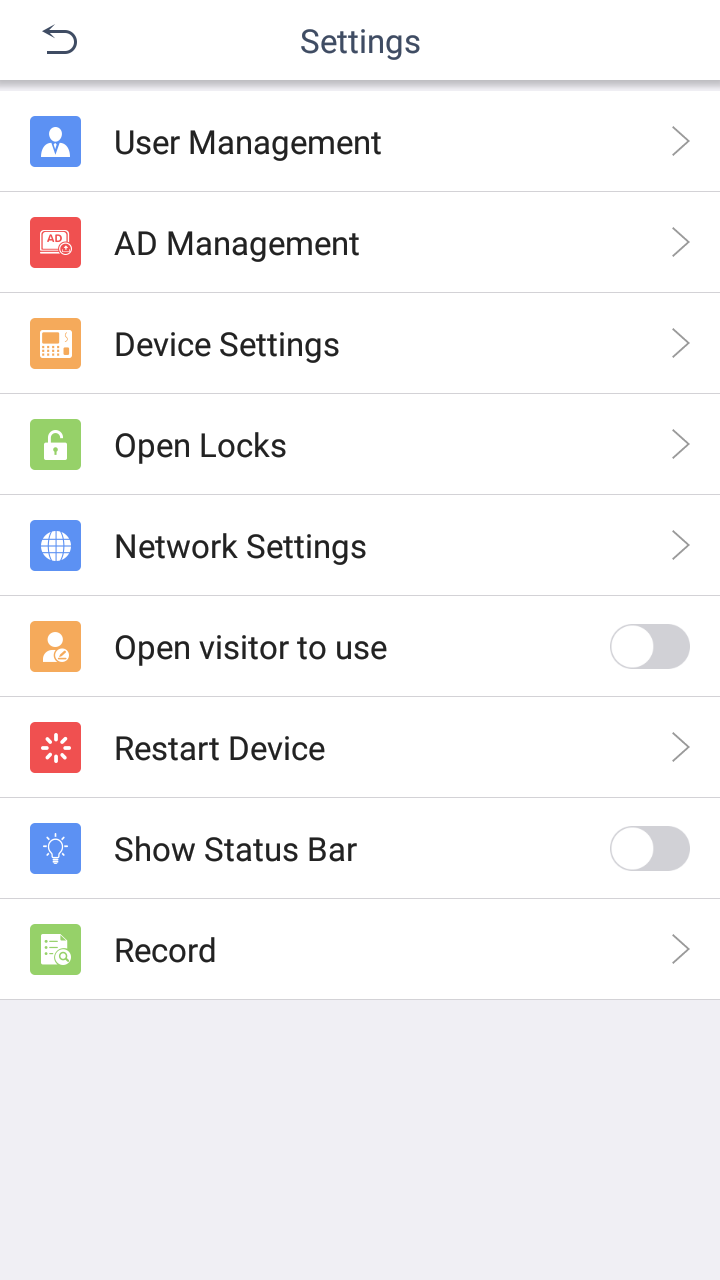 Settings
User Management
AD
AD Management
Device Settings
Open Locks
Network Settings
Open visitor to use
Restart Device
Show Status Bar
Record